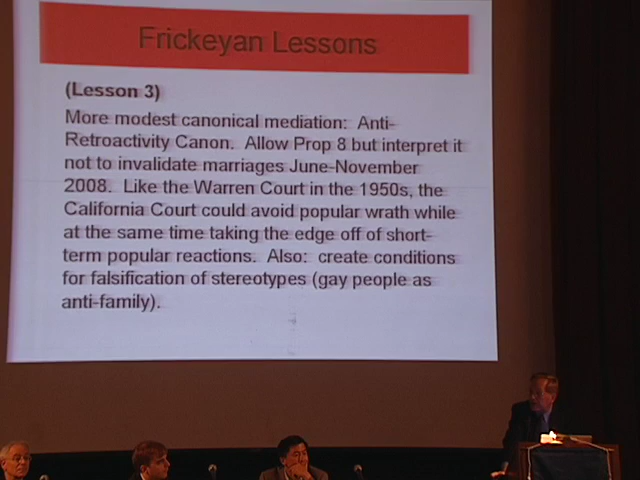 Frickeyan Lessons
(Lesson 3)
More modest canonical mediation:  Anti-
Retroactivity Canon.  Allow Prop 8 but interpret it
not to invalidate marriages June-November
2008.  Like the Warren Court in the 1950s, the
California Court could avoid popular wrath while
at the same time taking the edge off of short-
term popular reactions.  Also:  create conditions
for falsification of stereotypes (gay people as
anti-family).